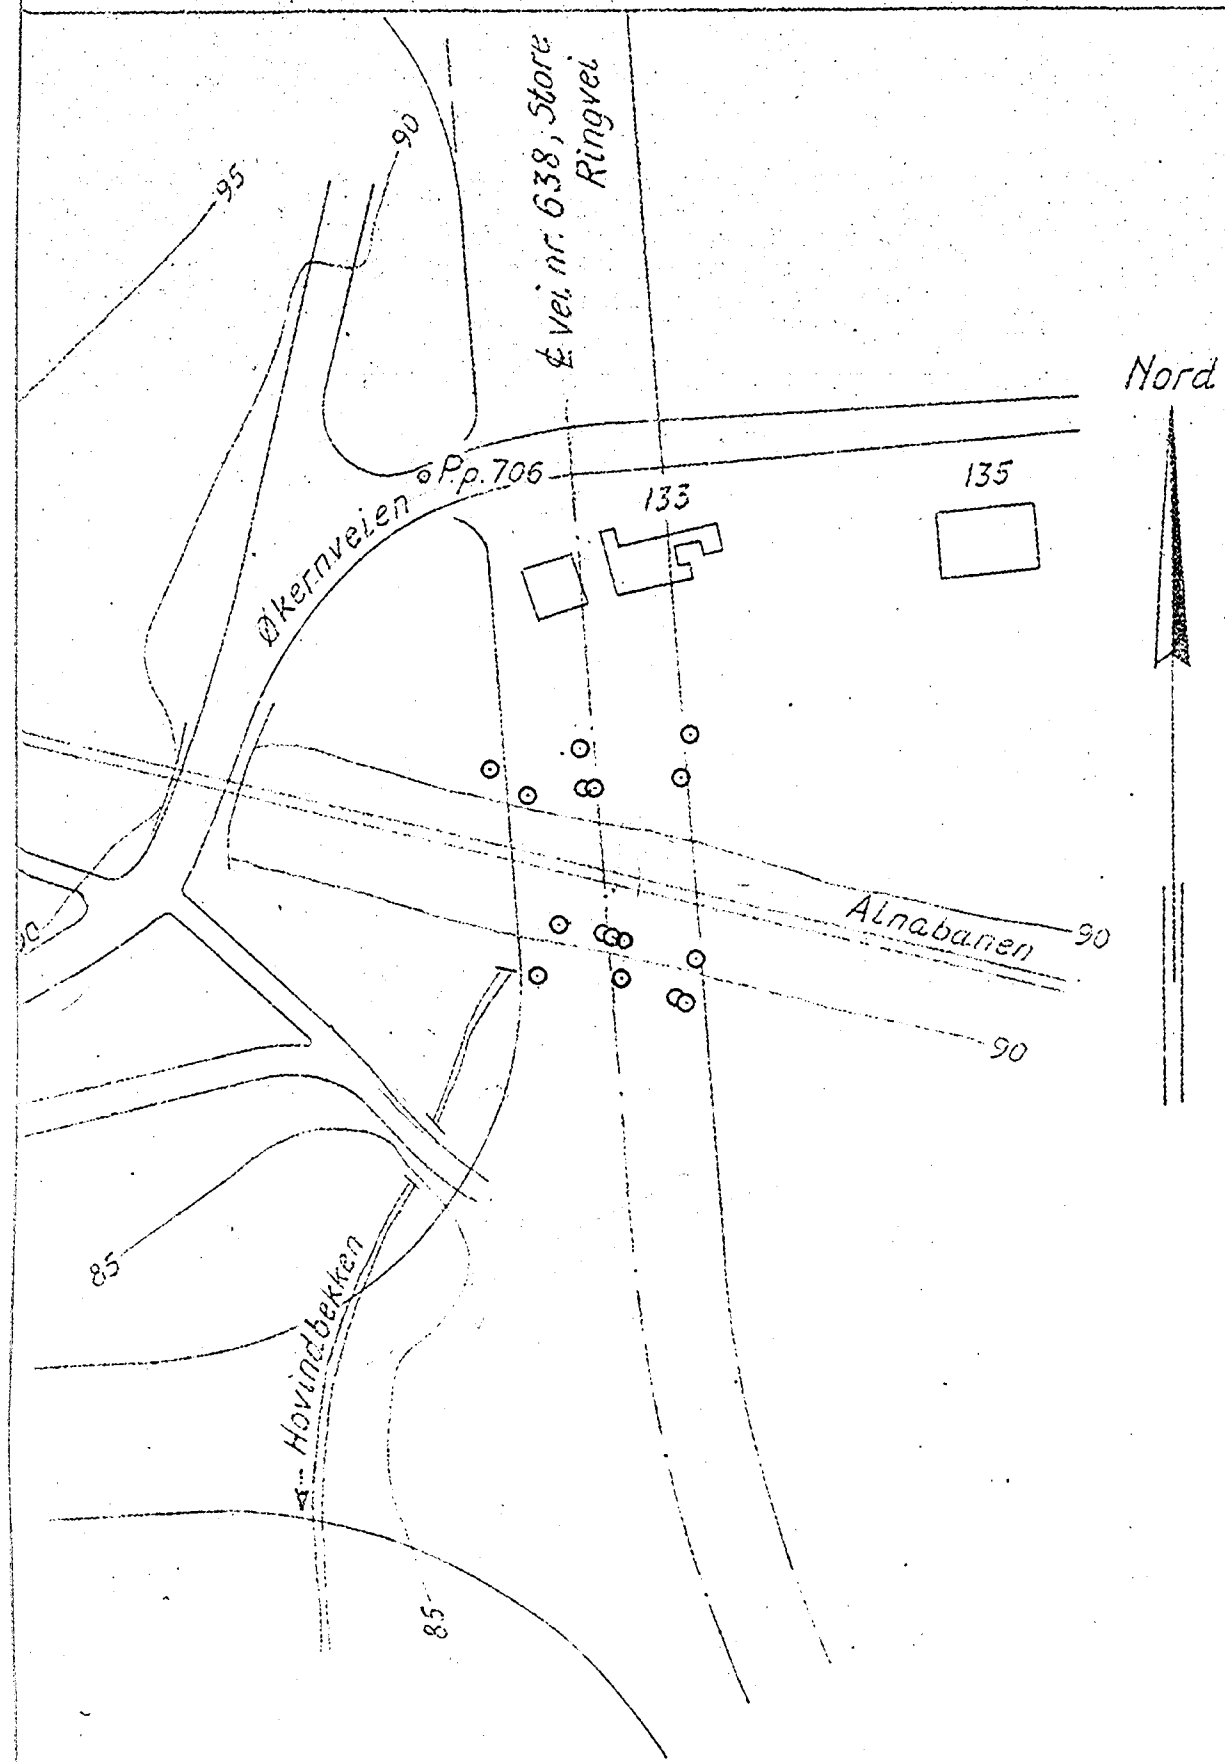 ℄ vei nr. 638, Store
Ringvei
90
95
Nord
P.p. 706
133
135
Økernveien
Alnabanen
90
90
85
Hovindbekken
85